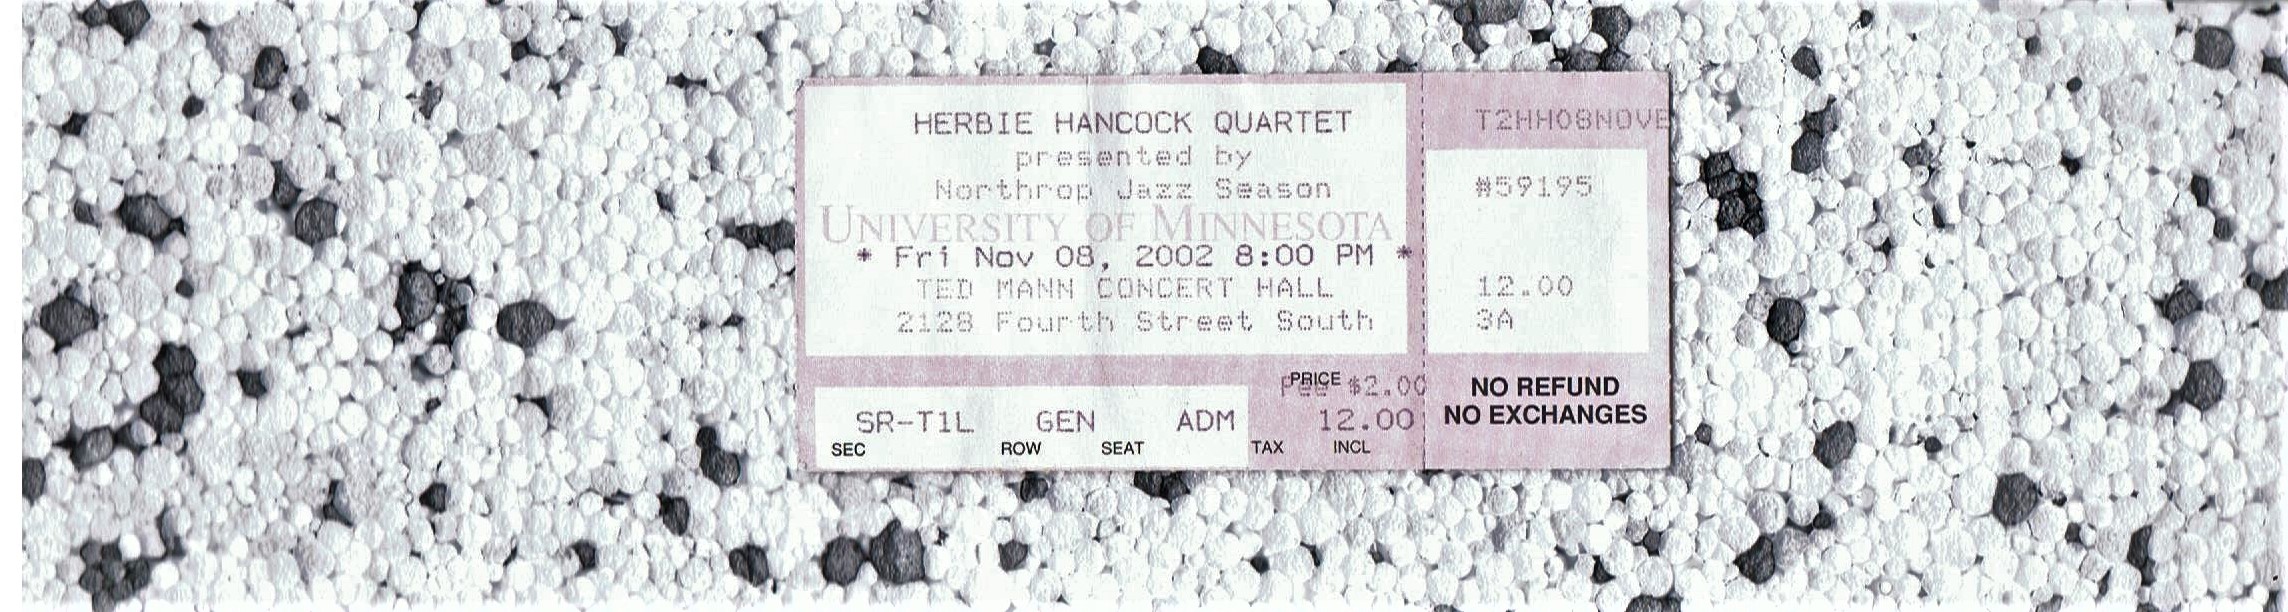 HERBIE HANCOCK QUARTET
presented by
Northrop Jazz Season
UNIVERSITY OF MINNESOTA
* Fri Nov 08, 2002 8:00 PM *
TED MANN CONCERT HALL
2128 Fourth Street South
PRICE
Fee $2.00
SR-T1L GEN ADM 12.00
SEC ROW SEAT TAX INCL
T2HH08NOVE
#59195
12.00
3A
NO REFUND
NO EXCHANGES